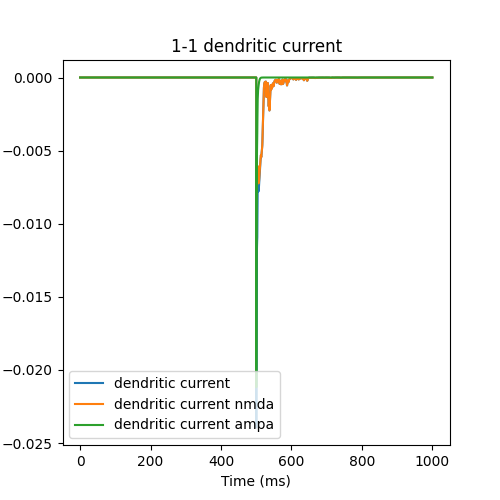 1-1 dendritic current
0.000
−0.005
−0.010
−0.015
−0.020
−0.025
dendritic current
dendritic current nmda
dendritic current ampa
0 200 400 600 800 1000
Time (ms)